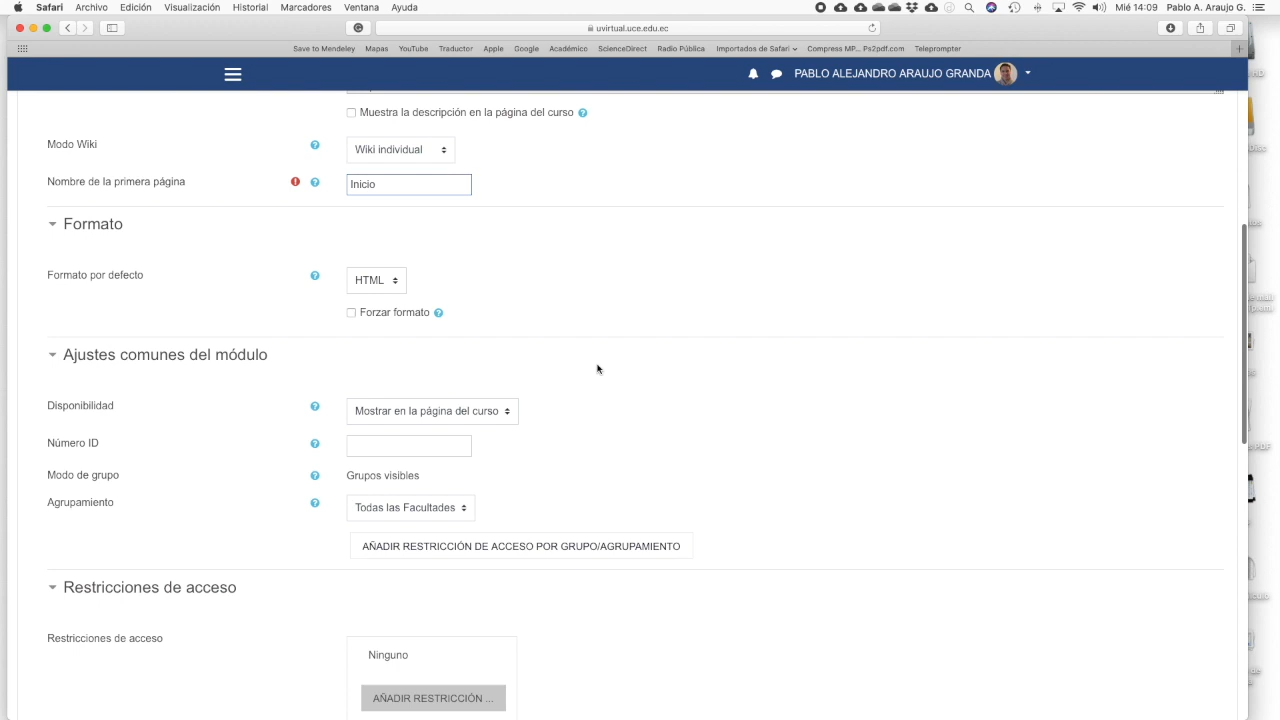 Safari Archivo Edición Visualización Historial Marcadores Ventana Ayuda Mié 14:09 Pablo A. Araujo G.
uvirtual.uce.edu.ec
Save to Mendeley Mapas YouTube Traductor Apple Google Académico ScienceDirect Radio Pública Importados de Safari Compress MP... Ps2pdf.com Teleprompter
PABLO ALEJANDRO ARAUJO GRANDA
Muestra la descripción en la página del curso
Modo Wiki Wiki individual
Nombre de la primera página Inicio
Formato
Formato por defecto HTML
Forzar formato
Ajustes comunes del módulo
Disponibilidad Mostrar en la página del curso
Número ID
Modo de grupo Grupos visibles
Agrupamiento Todas las Facultades
AÑADIR RESTRICCIÓN DE ACCESO POR GRUPO/AGRUPAMIENTO
Restricciones de acceso
Restricciones de acceso
Ninguno
AÑADIR RESTRICCIÓN ...